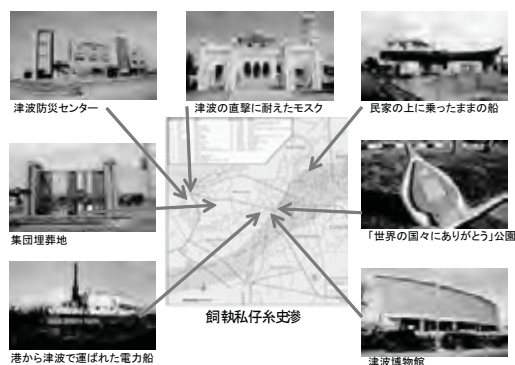 津波防災センター
津波の直撃に耐えたモスク
民家の上に乗ったままの船
集団埋葬地
「世界の国々にありがとう」公園
飼執私仔糸史滲
港から津波で運ばれた電力船
津波博物館